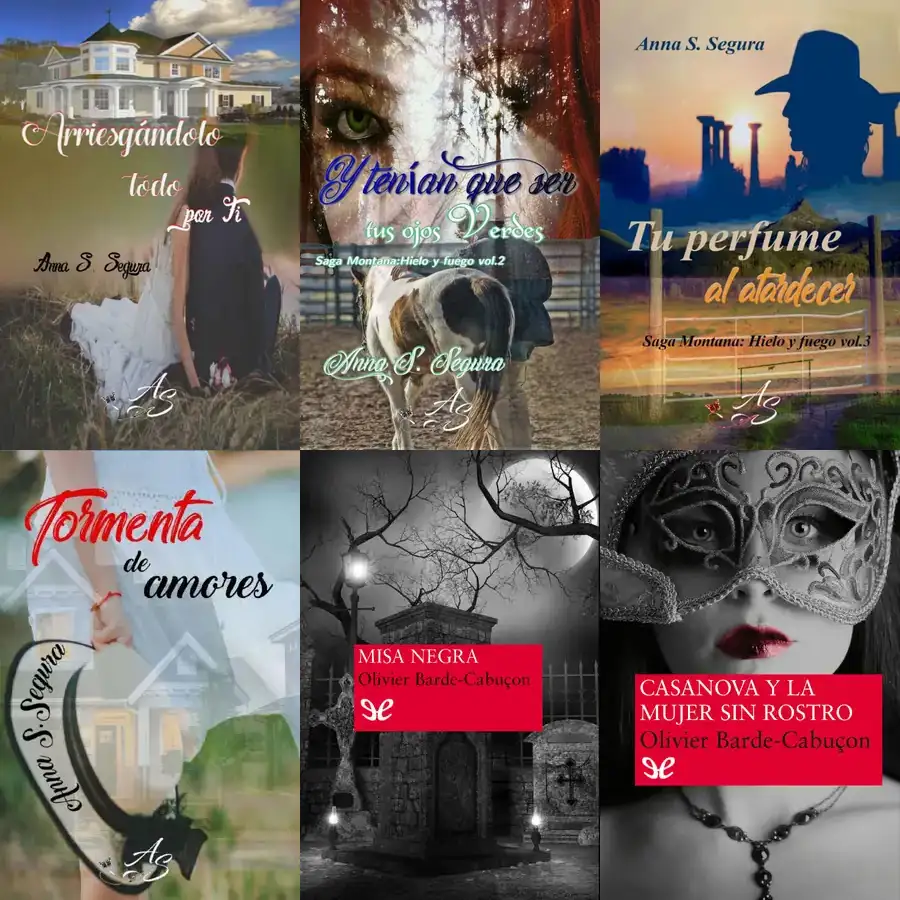 Arriesgándolo
todo
por Ti
Anna S Segura
AS
Y tenían que ser
tus ojos Verdes
Saga Montana:Hielo y fuego vol.2
Anna S. Segura
AS
Anna S. Segura
Tu perfume
al atardecer
Saga Montana: Hielo y fuego vol.3
AS
Tormenta
de
amores
Anna S. Segura
AS
MISA NEGRA
Olivier Barde-Cabuçon
CASANOVA Y LA
MUJER SIN ROSTRO
Olivier Barde-Cabuçon